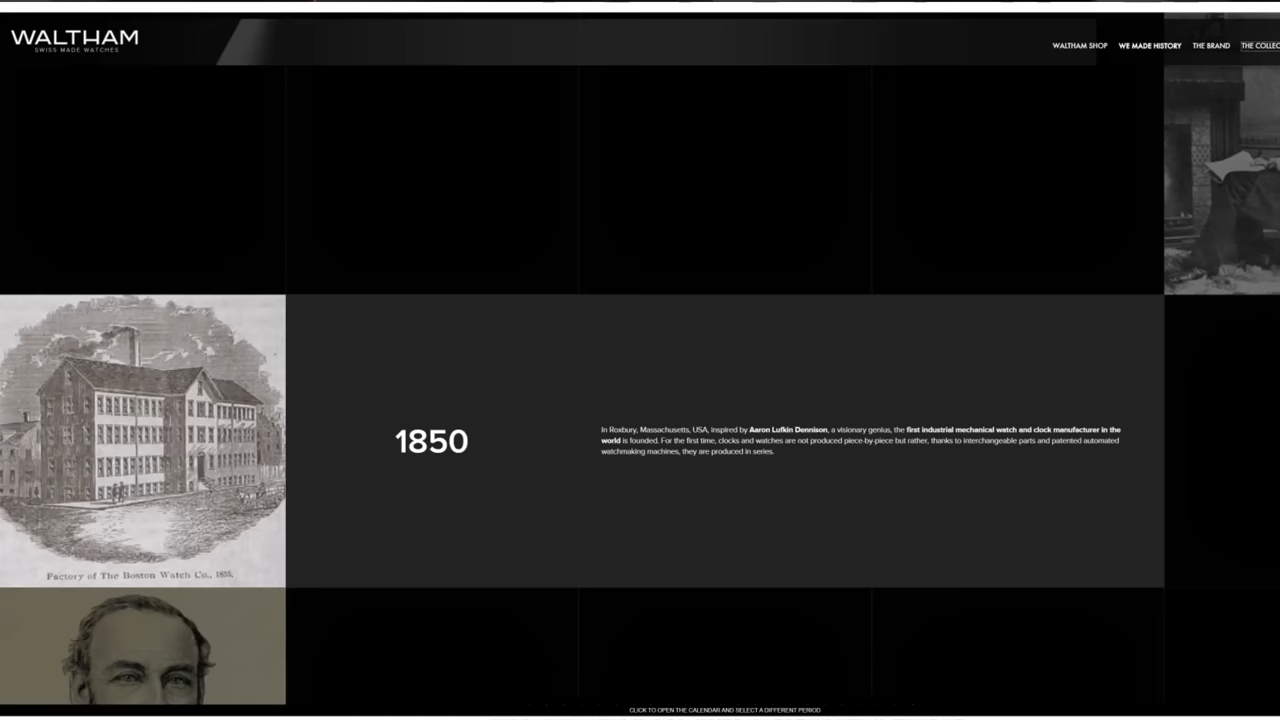 WALTHAM
SWISS MADE WATCHES
WALTHAM SHOP WE MADE HISTORY THE BRAND THE COLLEC
1850
In Roxbury, Massachusetts, USA, inspired by Aaron Lufkin Dennison, a visionary genius, the first industrial mechanical watch and clock manufacturer in the
world is founded. For the first time, clocks and watches are not produced piece-by-piece but rather, thanks to interchangeable parts and patented automated
watchmaking machines, they are produced in series.
Factory of The Boston Watch Co.,
CLICK TO OPEN THE CALENDAR AND SELECT A DIFFERENT PERIOD